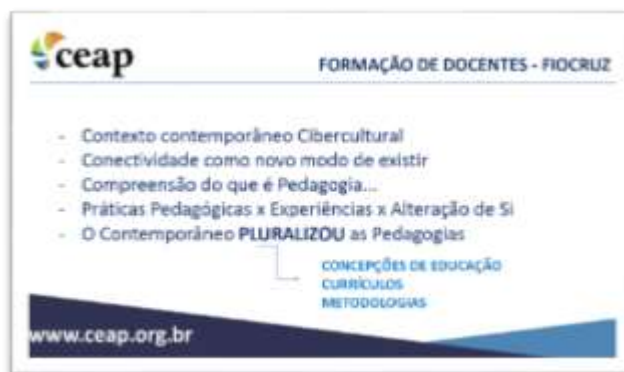 ceap
FORMAÇÃO DE DOCENTES - FIOCRUZ
- Contexto contemporâneo Cibercultural
- Conectividade como novo modo de existir
- Compreensão do que é Pedagogia...
- Práticas Pedagógicas x Experiências x Alteração de Si
- O Contemporâneo PLURALIZOU as Pedagogias
CONCEPÇÕES DE EDUCAÇÃO
CURRÍCULOS
METODOLOGIAS
www.ceap.org.br